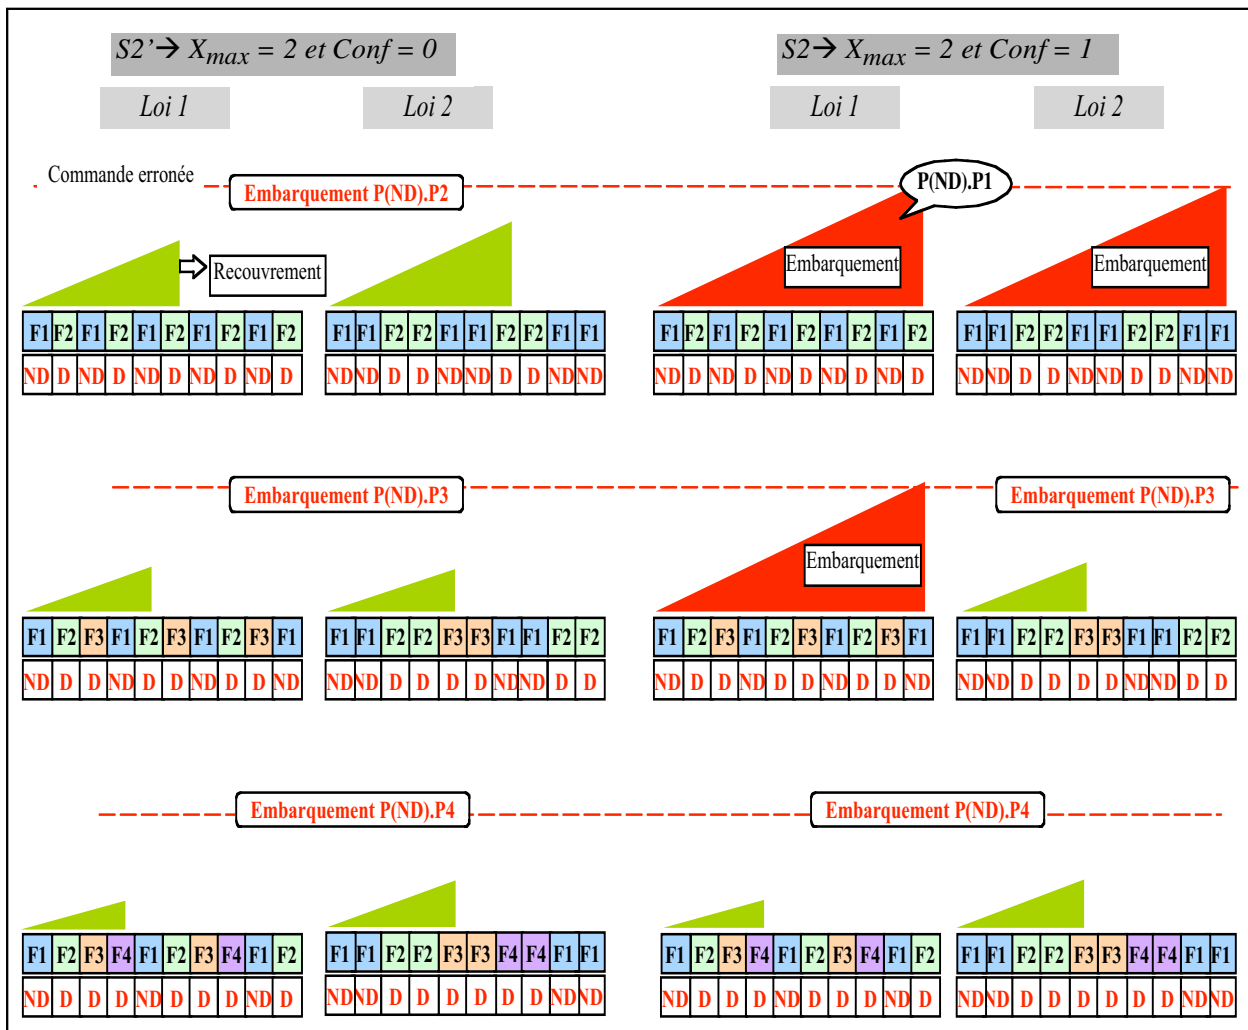 S2’→ Xmax = 2 et Conf = 0
S2→ Xmax = 2 et Conf = 1
Loi 1
Loi 2
Loi 1
Loi 2
Commande erronée
Embarquement P(ND).P2
P(ND).P1
Recouvrement
Embarquement
Embarquement
F1 F2 F1 F1 F2 F1 F2 F1 F2
F1 F1 F2 F2 F1 F1 F2 F2 F1 F1
F1 F2 F1 F2 F1 F2 F1 F2 F1 F2
F1 F1 F2 F2 F1 F1 F2 F2 F1 F1
ND D ND D ND D ND D ND D
ND ND D D ND ND D D ND ND
ND D ND D ND D ND D ND D
ND ND D D ND ND D D ND ND
Embarquement P(ND).P3
Embarquement P(ND).P3
Embarquement
F1 F2 F3 F1 F2 F3 F1 F2 F3 F1
F1 F1 F2 F2 F3 F3 F1 F1 F2 F2
F1 F2 F3 F1 F2 F3 F1 F2 F3 F1
F1 F1 F2 F2 F3 F3 F1 F1 F2 F2
ND D D ND D D ND D D ND
ND ND D D D D ND ND D D
ND D D ND D D ND D D ND
ND ND D D D D ND ND D D
Embarquement P(ND).P4
Embarquement P(ND).P4
F1 F2 F3 F4 F1 F2 F3 F4 F1 F2
F1 F1 F2 F2 F3 F3 F4 F4 F1 F1
F1 F2 F3 F4 F1 F2 F3 F4 F1 F2
F1 F1 F2 F2 F3 F3 F4 F4 F1 F1
ND D D D ND D D D ND D
ND ND D D D D D D ND ND
ND D D D ND D D D ND D
ND ND D D D D D D ND ND